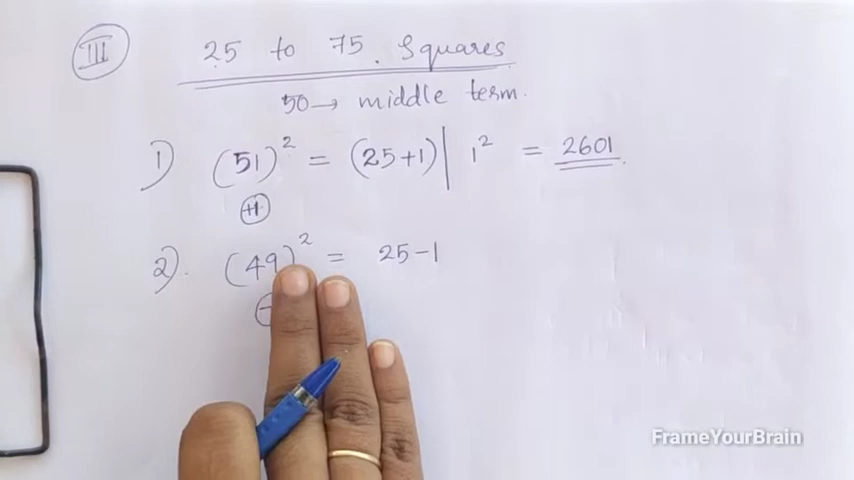 III
25 to 75. Squares
50 → middle term.
1) (51)² = (25+1) | 1² = 2601.
+1
2). (49)² = 25-1
FrameYourBrain